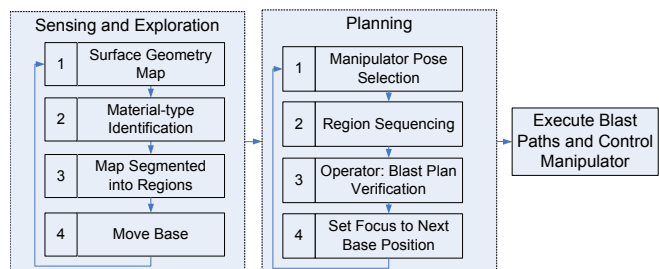 Sensing and Exploration
1
Surface Geometry
Map
2
Material-type
Identification
3
Map Segmented
into Regions
4
Move Base
Planning
1
Manipulator Pose
Selection
2
Region Sequencing
3
Operator: Blast Plan
Verification
4
Set Focus to Next
Base Position
Execute Blast
Paths and Control
Manipulator